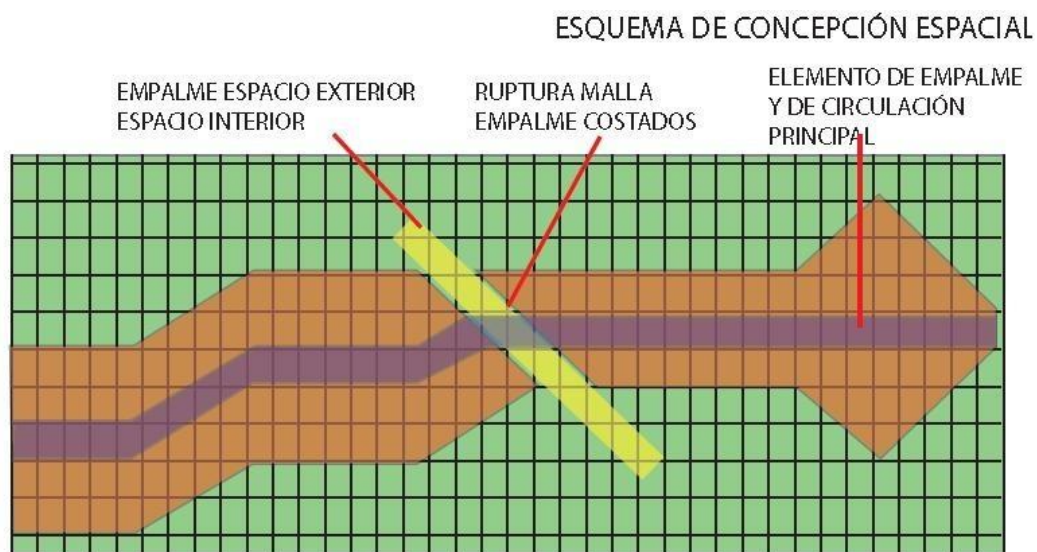 ESQUEMA DE CONCEPCIÓN ESPACIAL
EMPALME ESPACIO EXTERIOR
ESPACIO INTERIOR
RUPTURA MALLA
EMPALME COSTADOS
ELEMENTO DE EMPALME
Y DE CIRCULACIÓN
PRINCIPAL